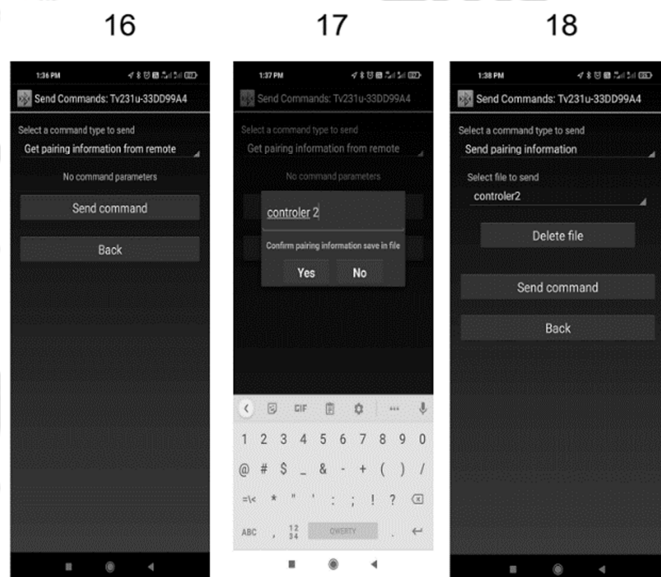 16
1:36 PM
Send Commands: Tv231u-33DD99A4
Select a command type to send
Get pairing information from remote
No command parameters
Send command
Back
17
1:37 PM
Send Commands: Tv231u-33DD99A4
Select a command type to send
Get pairing information from remote
No command parameters
controler 2
Confirm pairing information save in file
Yes No
GIF
1 2 3 4 5 6 7 8 9 0
@ # $ _ & - + ( ) /
=\< * " ' : ; ! ?
ABC , 12 34 QWERTY .
18
1:38 PM
Send Commands: Tv231u-33DD99A4
Select a command type to send
Send pairing information
Select file to send
controler2
Delete file
Send command
Back